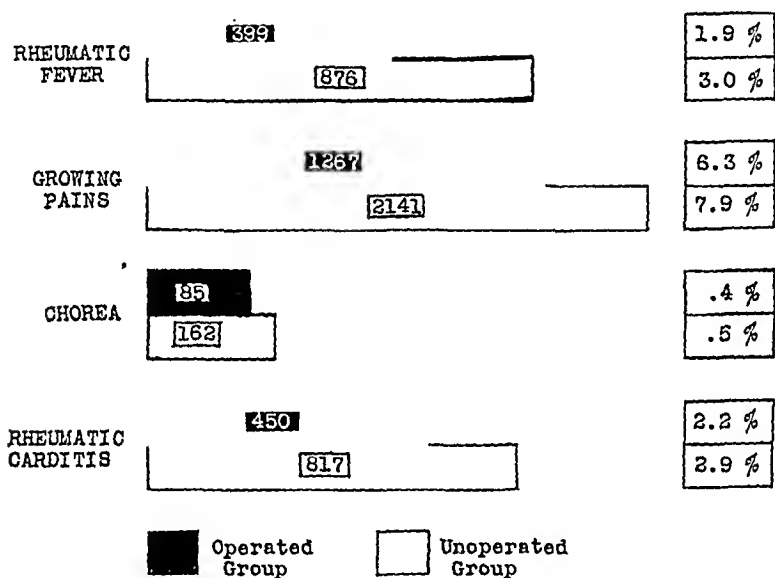 399
1.9 %
RHEUMATIC
FEVER
876
3.0 %
1267
6.3 %
GROWING
PAINS
2141
7.9 %
85
.4 %
CHOREA
162
.5 %
450
2.2 %
RHEUMATIC
CARDITIS
817
2.9 %
Operated
Group
Unoperated
Group